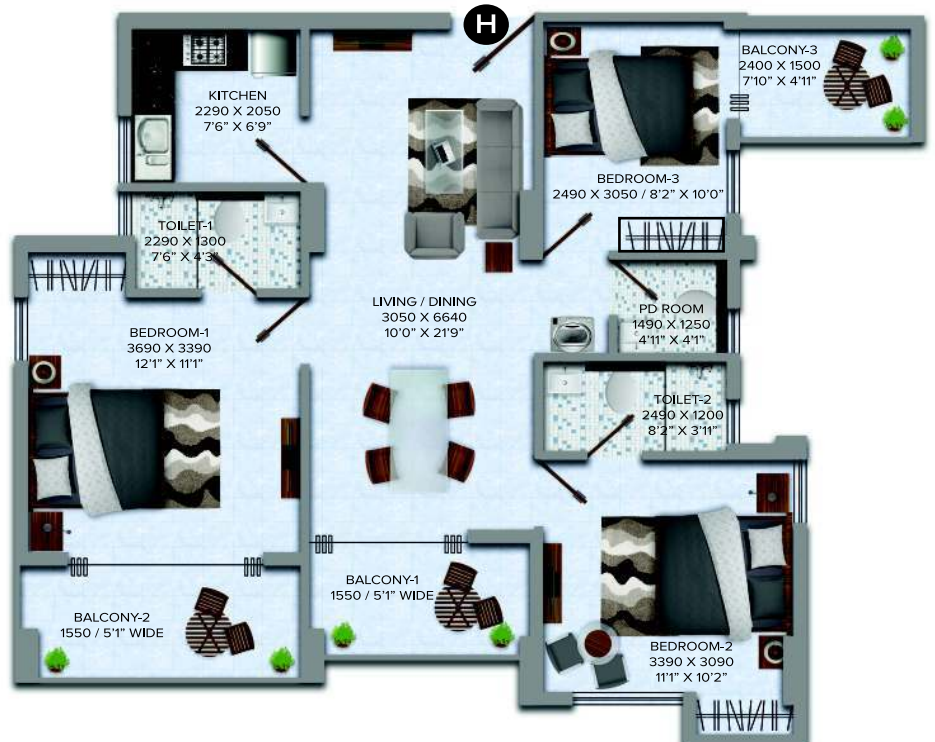 H
KITCHEN
2290 X 2050
7'6" X 6'9"
BALCONY-3
2400 X 1500
7'10" X 4'11"
BEDROOM-3
2490 X 3050 / 8'2" X 10'0"
TOILET-1
2290 X 1300
7'6" X 4'3"
LIVING / DINING
3050 X 6640
10'0" X 21'9"
PD ROOM
1490 X 1250
4'11" X 4'1"
BEDROOM-1
3690 X 3390
12'1" X 11'1"
TOILET-2
2490 X 1200
8'2" X 3'11"
BALCONY-1
1550 / 5'1" WIDE
BALCONY-2
1550 / 5'1" WIDE
BEDROOM-2
3390 X 3090
11'1" X 10'2"